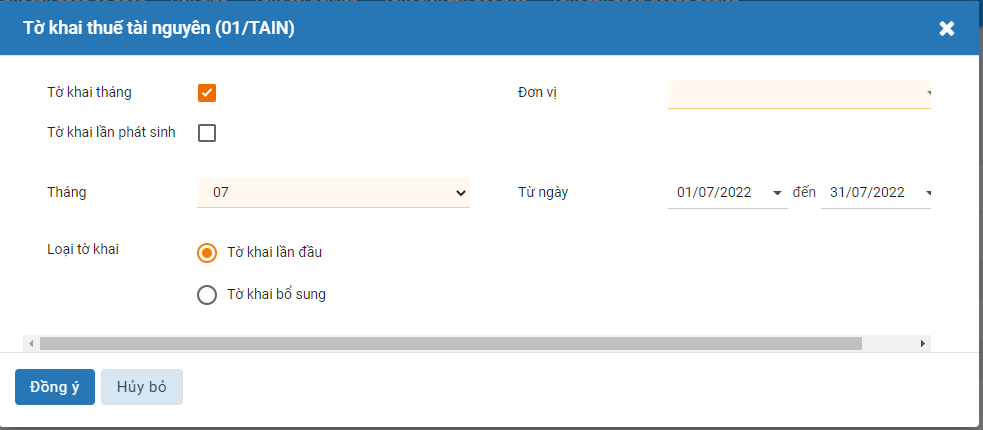 Tờ khai thuế tài nguyên (01/TAIN)
Tờ khai tháng
Đơn vị
Tờ khai lần phát sinh
Tháng 07
Từ ngày 01/07/2022 đến 31/07/2022
Loại tờ khai
Tờ khai lần đầu
Tờ khai bổ sung
Đồng ý Hủy bỏ